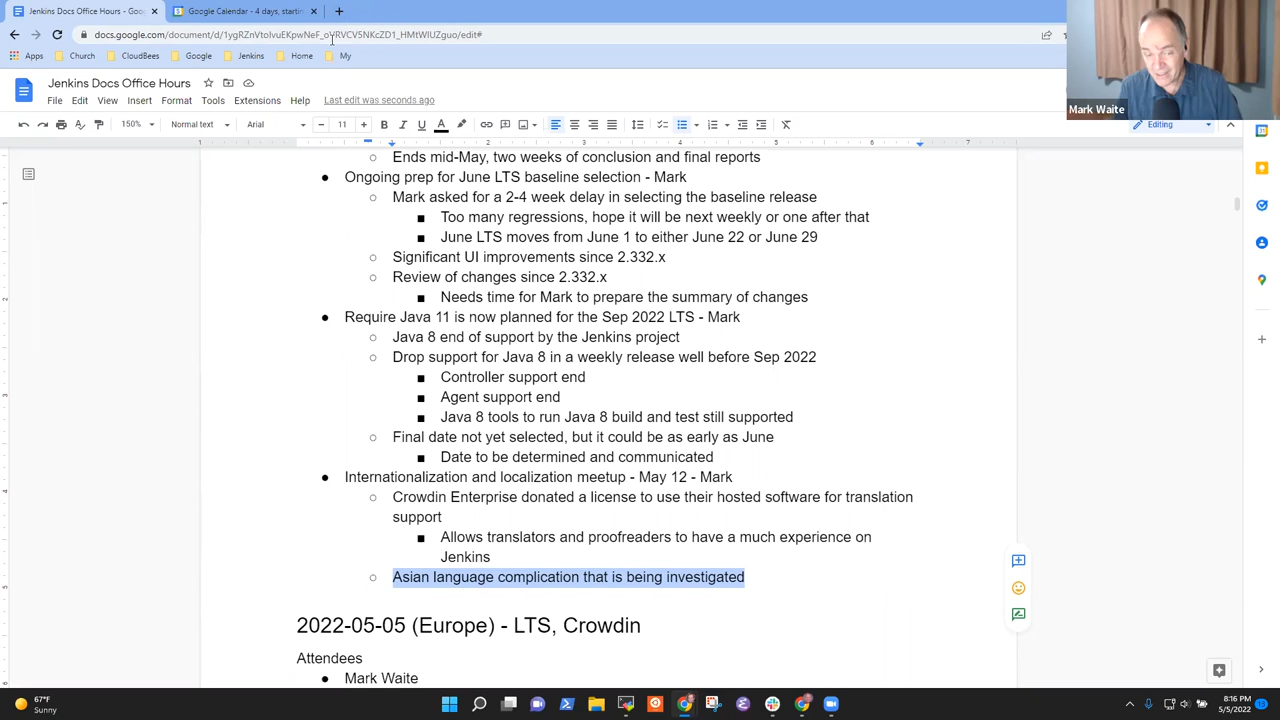 Jenkins Docs Office Hours - Goo
Google Calendar - 4 days, startin
docs.google.com/document/d/1ygRZnVtoIvuEKpwNeF_oVRVCV5NKcZD1_HMtWlUZguo/edit#
Apps
Church
CloudBees
Google
Jenkins
Home
My
Jenkins Docs Office Hours
File Edit View Insert Format Tools Extensions Help Last edit was seconds ago
150% Normal text Arial 11
Editing
Mark Waite
Ends mid-May, two weeks of conclusion and final reports
Ongoing prep for June LTS baseline selection - Mark
Mark asked for a 2-4 week delay in selecting the baseline release
Too many regressions, hope it will be next weekly or one after that
June LTS moves from June 1 to either June 22 or June 29
Significant UI improvements since 2.332.x
Review of changes since 2.332.x
Needs time for Mark to prepare the summary of changes
Require Java 11 is now planned for the Sep 2022 LTS - Mark
Java 8 end of support by the Jenkins project
Drop support for Java 8 in a weekly release well before Sep 2022
Controller support end
Agent support end
Java 8 tools to run Java 8 build and test still supported
Final date not yet selected, but it could be as early as June
Date to be determined and communicated
Internationalization and localization meetup - May 12 - Mark
Crowdin Enterprise donated a license to use their hosted software for translation
support
Allows translators and proofreaders to have a much experience on
Jenkins
Asian language complication that is being investigated
2022-05-05 (Europe) - LTS, Crowdin
Attendees
Mark Waite
67°F
Sunny
8:16 PM
5/5/2022